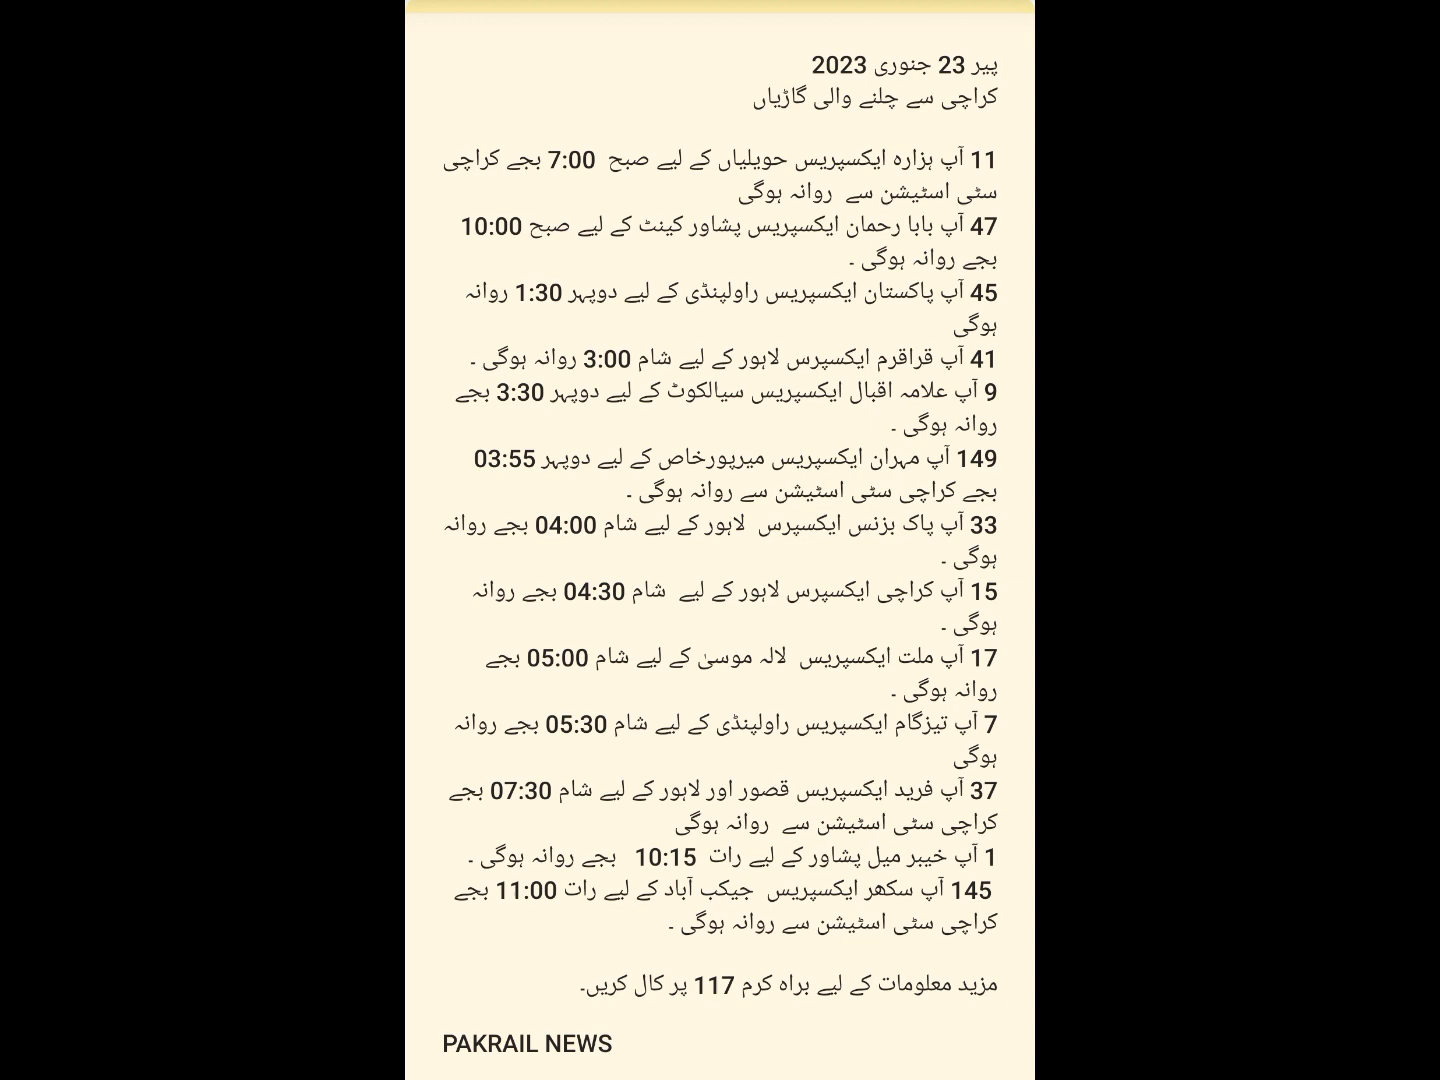 پیر 23 جنوری 2023
کراچی سے چلنے والی گاڑیاں
11 آپ ہزارہ ایکسپریس حویلیاں کے لیے صبح 7:00 بجے کراچی
سٹی اسٹیشن سے روانہ ہوگی
47 آپ بابا رحمان ایکسپریس پشاور کینٹ کے لیے صبح 10:00
بجے روانہ ہوگی ۔
45 آپ پاکستان ایکسپریس راولپنڈی کے لیے دوپہر 1:30 روانہ
ہوگی
41 آپ قراقرم ایکسپرس لاہور کے لیے شام 3:00 روانہ ہوگی ۔
9 آپ علامہ اقبال ایکسپریس سیالکوٹ کے لیے دوپہر 3:30 بجے
روانہ ہوگی ۔
149 آپ مہران ایکسپریس میرپورخاص کے لیے دوپہر 03:55
بجے کراچی سٹی اسٹیشن سے روانہ ہوگی ۔
33 آپ پاک بزنس ایکسپرس لاہور کے لیے شام 04:00 بجے روانہ
ہوگی ۔
15 آپ کراچی ایکسپرس لاہور کے لیے شام 04:30 بجے روانہ
ہوگی ۔
17 آپ ملت ایکسپریس لالہ موسیٰ کے لیے شام 05:00 بجے
روانہ ہوگی ۔
7 آپ تیزگام ایکسپریس راولپنڈی کے لیے شام 05:30 بجے روانہ
ہوگی
37 آپ فرید ایکسپریس قصور اور لاہور کے لیے شام 07:30 بجے
کراچی سٹی اسٹیشن سے روانہ ہوگی
1 آپ خیبر میل پشاور کے لیے رات 10:15 بجے روانہ ہوگی ۔
145 آپ سکھر ایکسپریس جیکب آباد کے لیے رات 11:00 بجے
کراچی سٹی اسٹیشن سے روانہ ہوگی ۔
مزید معلومات کے لیے براہ کرم 117 پر کال کریں۔
PAKRAIL NEWS